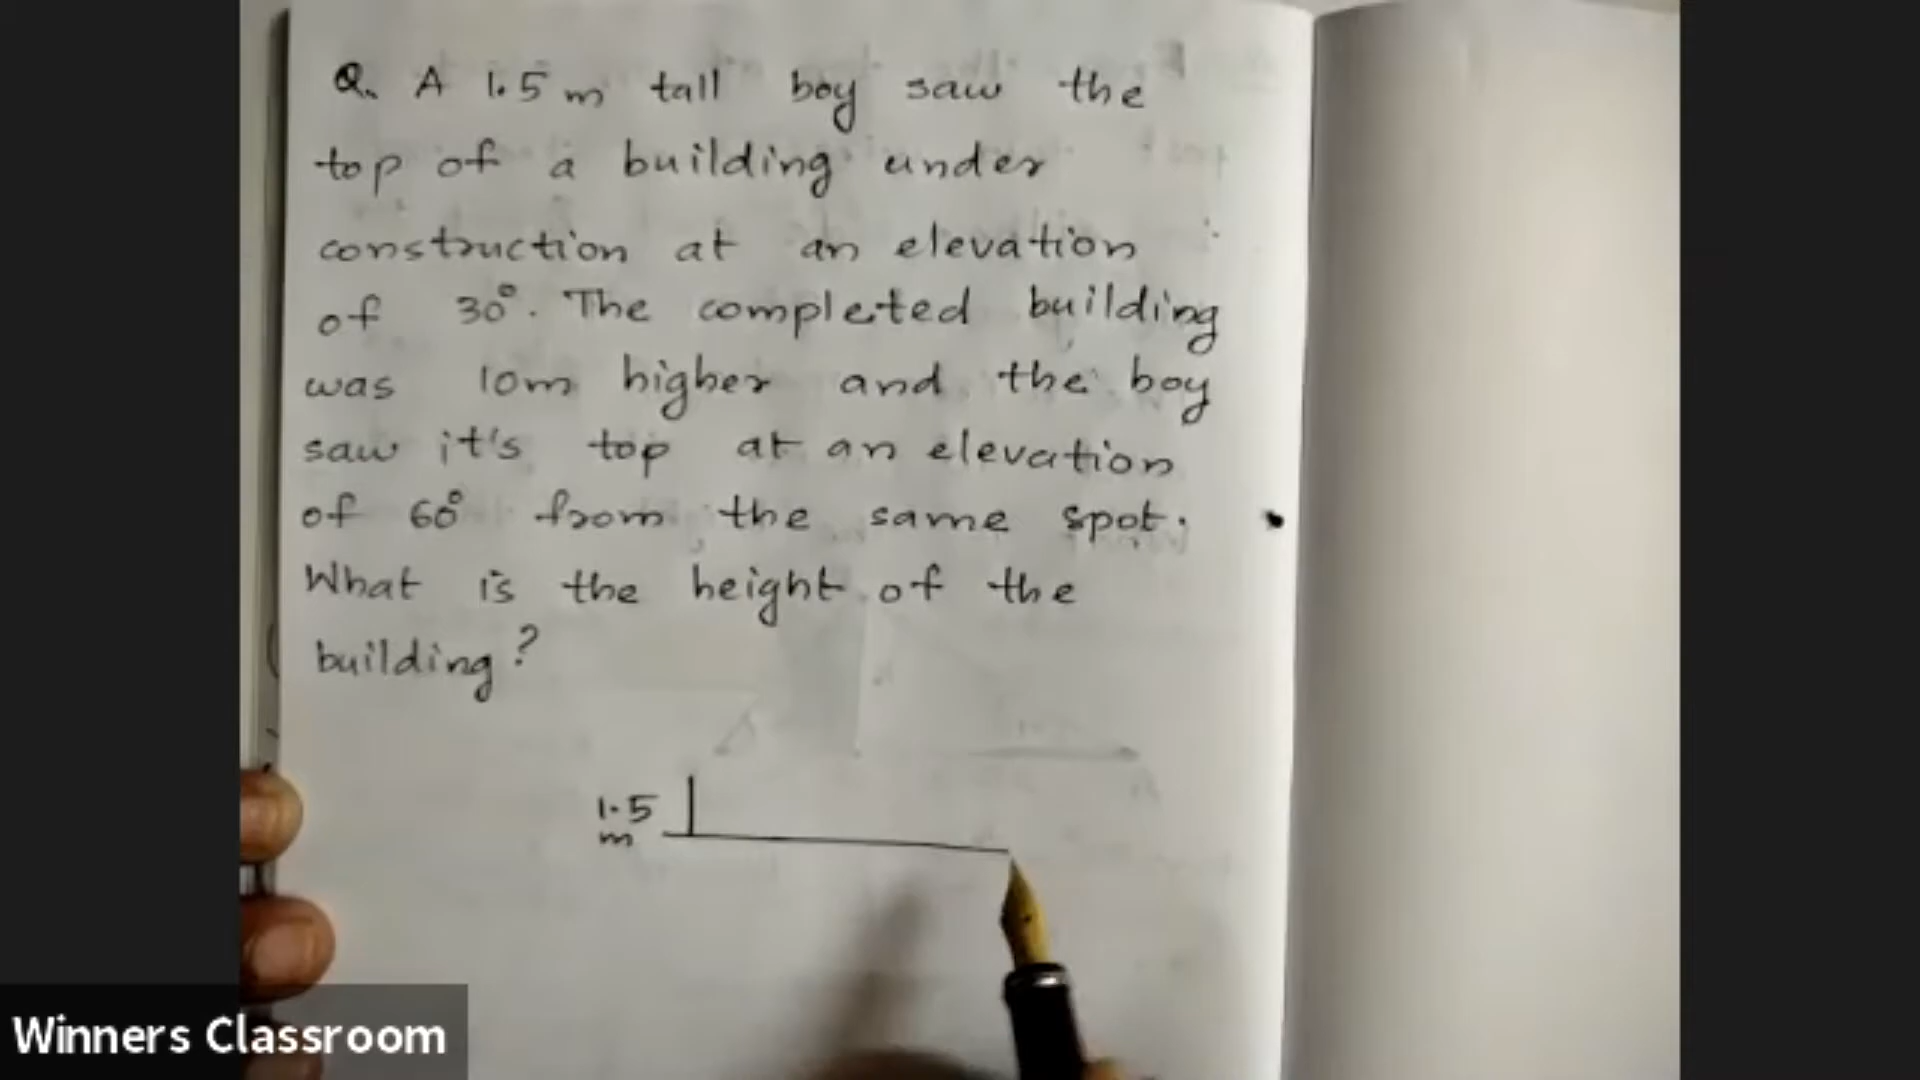 Q. A 1.5 m tall boy saw the
top of a building under
construction at an elevation
of 30°. The completed building
was 10m higher and the boy
saw it's top at an elevation
of 60° from the same spot.
What is the height of the
building?
1.5
m
Winners Classroom